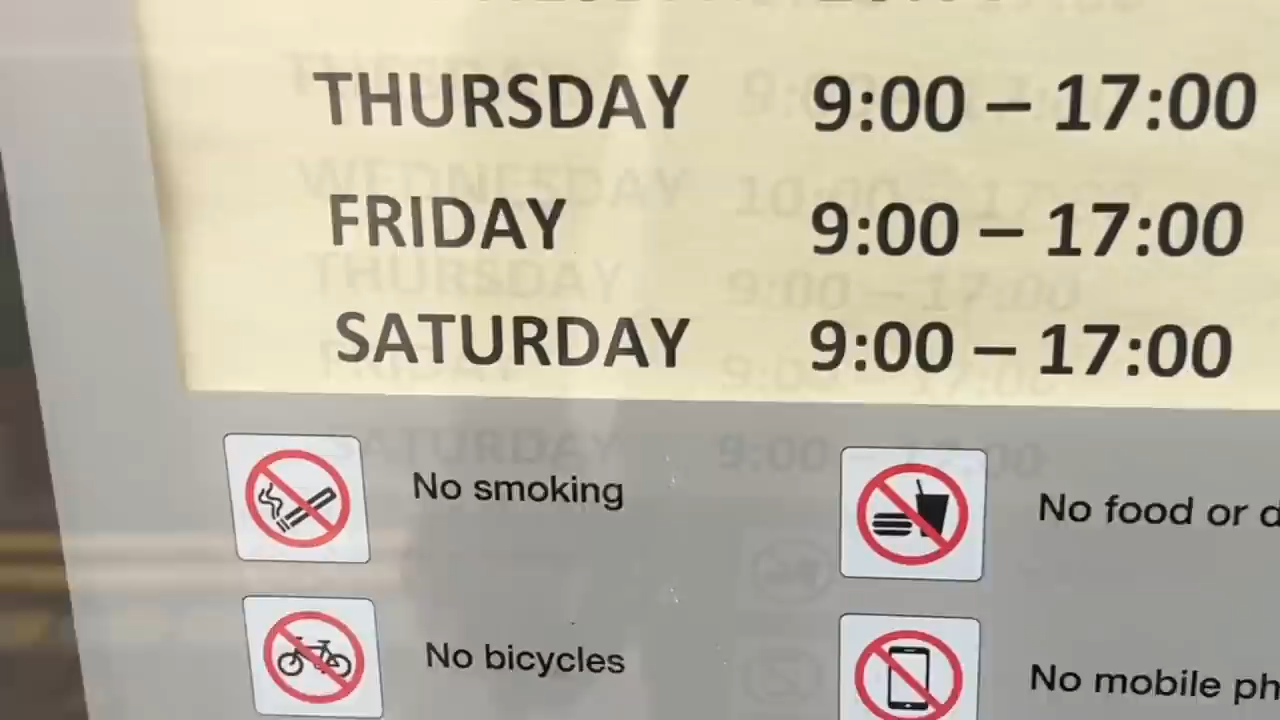 THURSDAY 9:00 – 17:00
FRIDAY 9:00 – 17:00
SATURDAY 9:00 – 17:00
No smoking No food or d
No bicycles No mobile ph